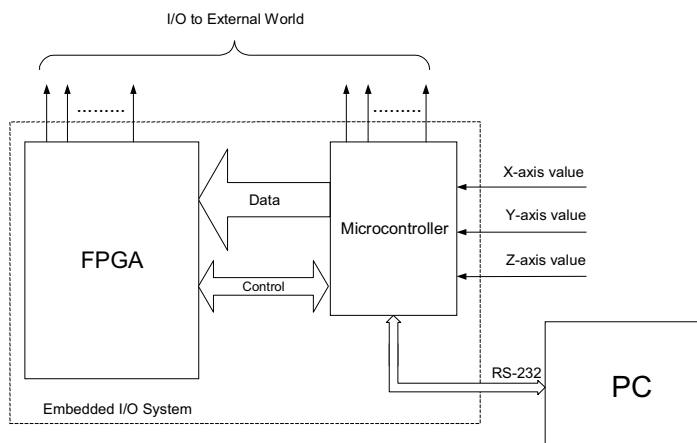 I/O to External World
.........
.........
X-axis value
Data
Y-axis value
Microcontroller
FPGA
Z-axis value
Control
RS-232
PC
Embedded I/O System